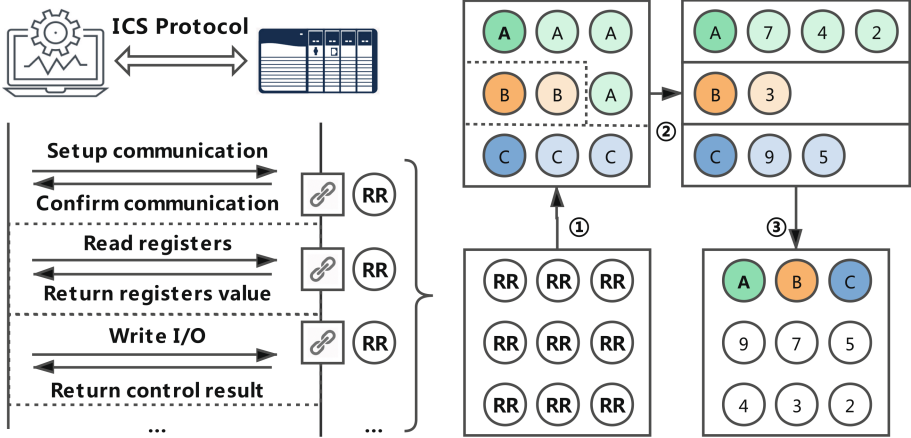 ICS Protocol
Setup communication
Confirm communication
RR
Read registers
Return registers value
RR
Write I/O
Return control result
RR
...
...
A A A
B B A
C C C
②
A 7 4 2
B 3
C 9 5
①
③
RR RR RR
RR RR RR
RR RR RR
A B C
9 7 5
4 3 2